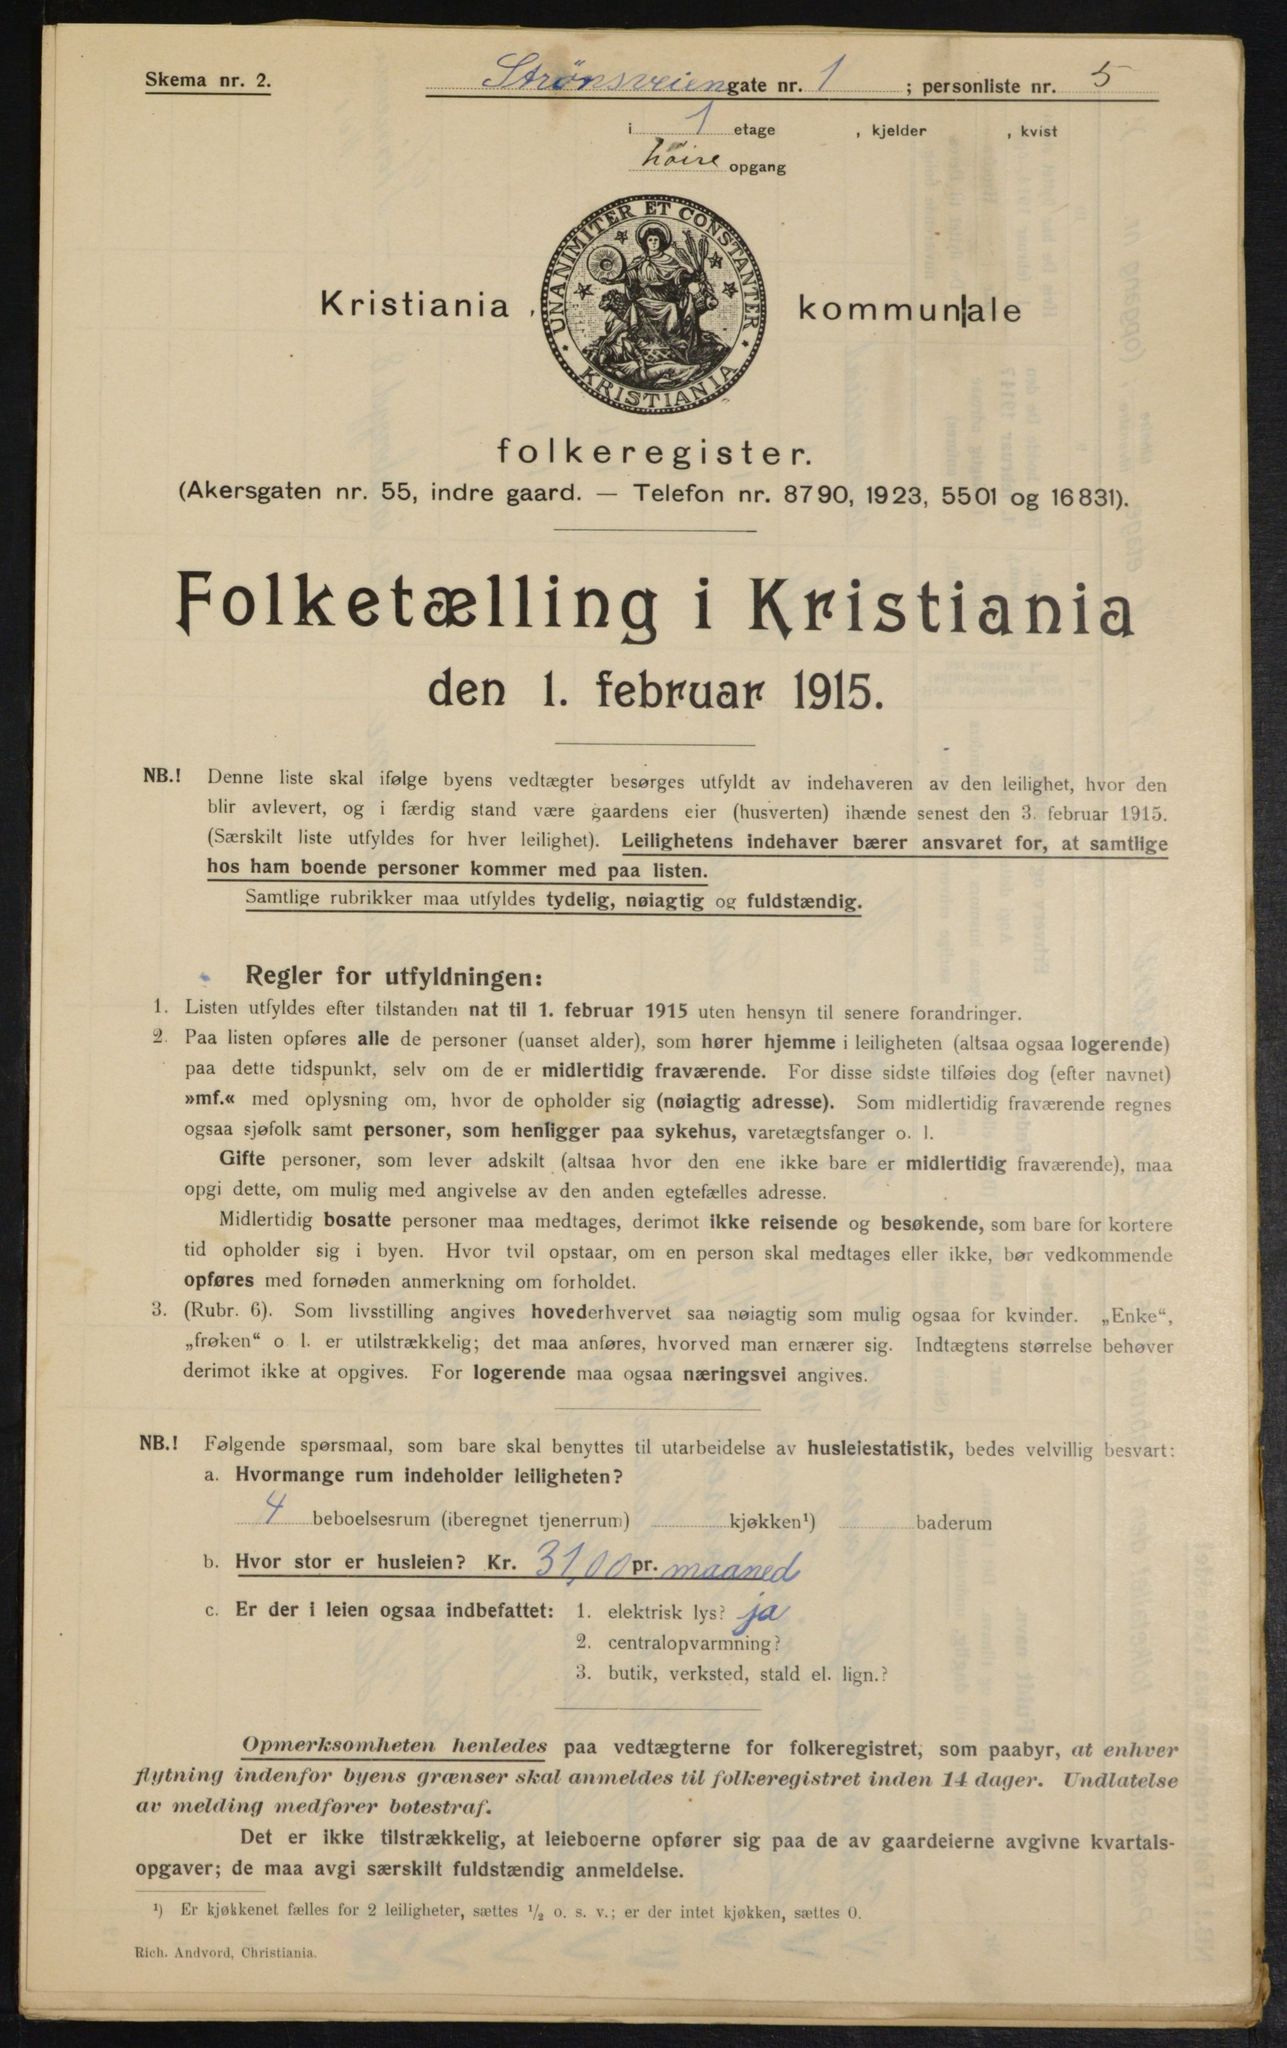 Skema nr. 2.
Strønsveien gate nr. 1 ; personliste nr. 5
i 1 etage , kjelder , kvist
høire opgang
UNANIMITER ET CONSTANTER
KRISTIANIA
Kristiania kommunale
folkeregister.
(Akersgaten nr. 55, indre gaard. — Telefon nr. 8790, 1923, 5501 og 16831).
Folketælling i Kristiania
den 1. februar 1915.
NB.! Denne liste skal ifølge byens vedtægter besørges utfyldt av indehaveren av den leilighet, hvor den
blir avlevert, og i færdig stand være gaardens eier (husverten) ihænde senest den 3. februar 1915.
(Særskilt liste utfyldes for hver leilighet). Leilighetens indehaver bærer ansvaret for, at samtlige
hos ham boende personer kommer med paa listen.
Samtlige rubrikker maa utfyldes tydelig, nøiagtig og fuldstændig.
Regler for utfyldningen:
1. Listen utfyldes efter tilstanden nat til 1. februar 1915 uten hensyn til senere forandringer.
2. Paa listen opføres alle de personer (uanset alder), som hører hjemme i leiligheten (altsaa ogsaa logerende)
paa dette tidspunkt, selv om de er midlertidig fraværende. For disse sidste tilføies dog (efter navnet)
»mf.« med oplysning om, hvor de opholder sig (nøiagtig adresse). Som midlertidig fraværende regnes
ogsaa sjøfolk samt personer, som henligger paa sykehus, varetægtsfanger o. l.
Gifte personer, som lever adskilt (altsaa hvor den ene ikke bare er midlertidig fraværende), maa
opgi dette, om mulig med angivelse av den anden egtefælles adresse.
Midlertidig bosatte personer maa medtages, derimot ikke reisende og besøkende, som bare for kortere
tid opholder sig i byen. Hvor tvil opstaar, om en person skal medtages eller ikke, bør vedkommende
opføres med fornøden anmerkning om forholdet.
3. (Rubr. 6). Som livsstilling angives hovederhvervet saa nøiagtig som mulig ogsaa for kvinder. „Enke“,
„frøken“ o l. er utilstrækkelig; det maa anføres, hvorved man ernærer sig. Indtægtens størrelse behøver
derimot ikke at opgives. For logerende maa ogsaa næringsvei angives.
NB.! Følgende spørsmaal, som bare skal benyttes til utarbeidelse av husleiestatistik, bedes velvillig besvart:
a. Hvormange rum indeholder leiligheten?
4 beboelsesrum (iberegnet tjenerrum) kjøkken¹) baderum
b. Hvor stor er husleien? Kr. 31,00 pr. maaned
c. Er der i leien ogsaa indbefattet: 1. elektrisk lys? ja
2. centralopvarmning?
3. butik, verksted, stald el. lign.?
Opmerksomheten henledes paa vedtægterne for folkeregistret, som paabyr, at enhver
flytning indenfor byens grænser skal anmeldes til folkeregistret inden 14 dager. Undlatelse
av melding medfører botestraf.
Det er ikke tilstrækkelig, at leieboerne opfører sig paa de av gaardeierne avgivne kvartals-
opgaver; de maa avgi særskilt fuldstændig anmeldelse.
¹) Er kjøkkenet fælles for 2 leiligheter, sættes ½ o. s. v.; er der intet kjøkken, sættes 0.
Rich. Andvord, Christiania.